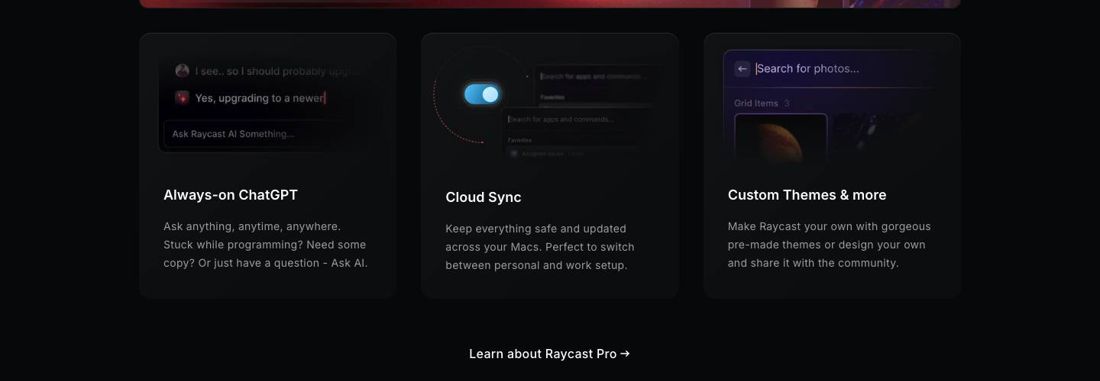 I see.. so I should probably upgra
Yes, upgrading to a newer
Ask Raycast AI Something...
Always-on ChatGPT
Ask anything, anytime, anywhere.
Stuck while programming? Need some
copy? Or just have a question - Ask AI.
Search for apps and commands...
Favorites
Search for apps and commands...
Favorites
Cloud Sync
Keep everything safe and updated
across your Macs. Perfect to switch
between personal and work setup.
Search for photos...
Grid Items 3
Custom Themes & more
Make Raycast your own with gorgeous
pre-made themes or design your own
and share it with the community.
Learn about Raycast Pro →